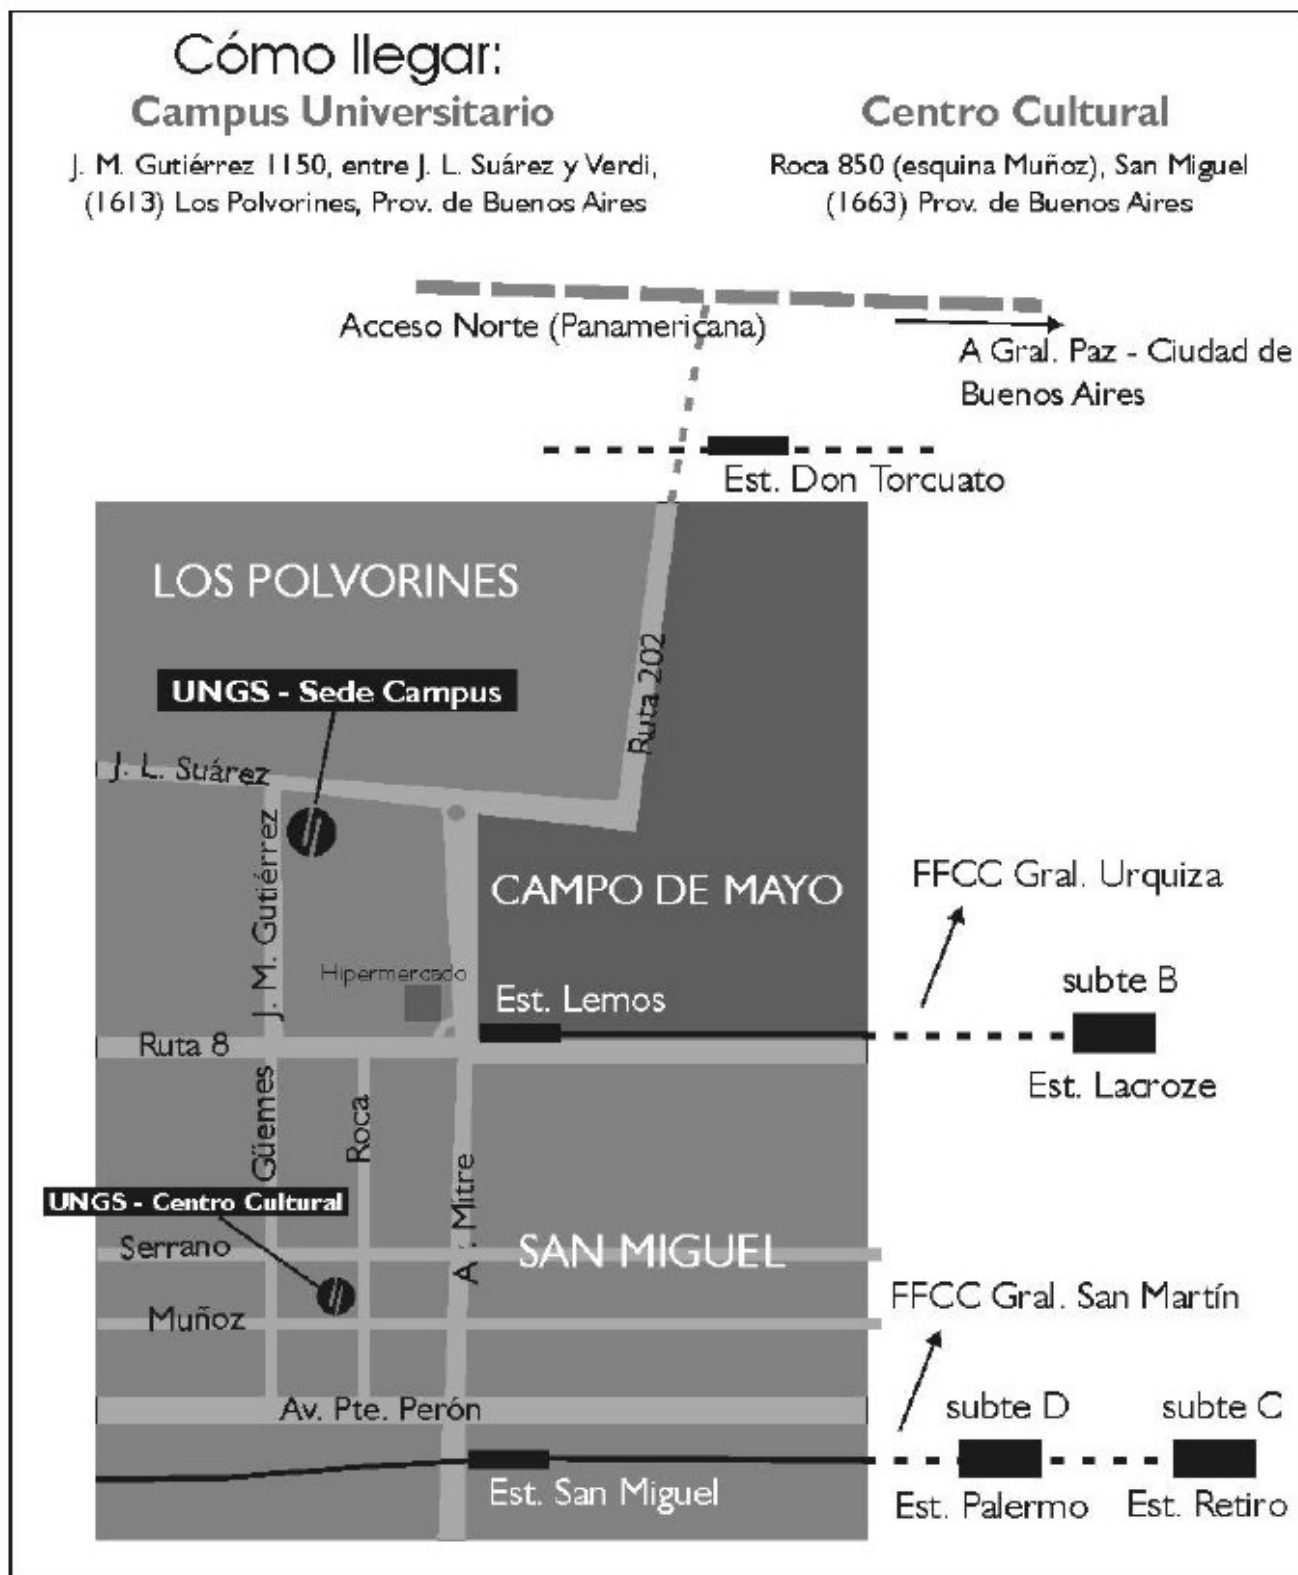 Cómo llegar:
Campus Universitario
J. M. Gutiérrez 1150, entre J. L. Suárez y Verdi,
(1613) Los Polvorines, Prov. de Buenos Aires
Centro Cultural
Roca 850 (esquina Muñoz), San Miguel
(1663) Prov. de Buenos Aires
Acceso Norte (Panamericana)
A Gral. Paz - Ciudad de
Buenos Aires
Est. Don Torcuato
LOS POLVORINES
Ruta 202
UNGS - Sede Campus
J. L. Suárez
J. M. Gutiérrez
CAMPO DE MAYO
FFCC Gral. Urquiza
Hipermercado
Est. Lemos
subte B
Ruta 8
Est. Lacroze
Güemes
Roca
Av. Mitre
UNGS - Centro Cultural
Serrano
SAN MIGUEL
Muñoz
FFCC Gral. San Martín
Av. Pte. Perón
subte D
subte C
Est. San Miguel
Est. Palermo
Est. Retiro